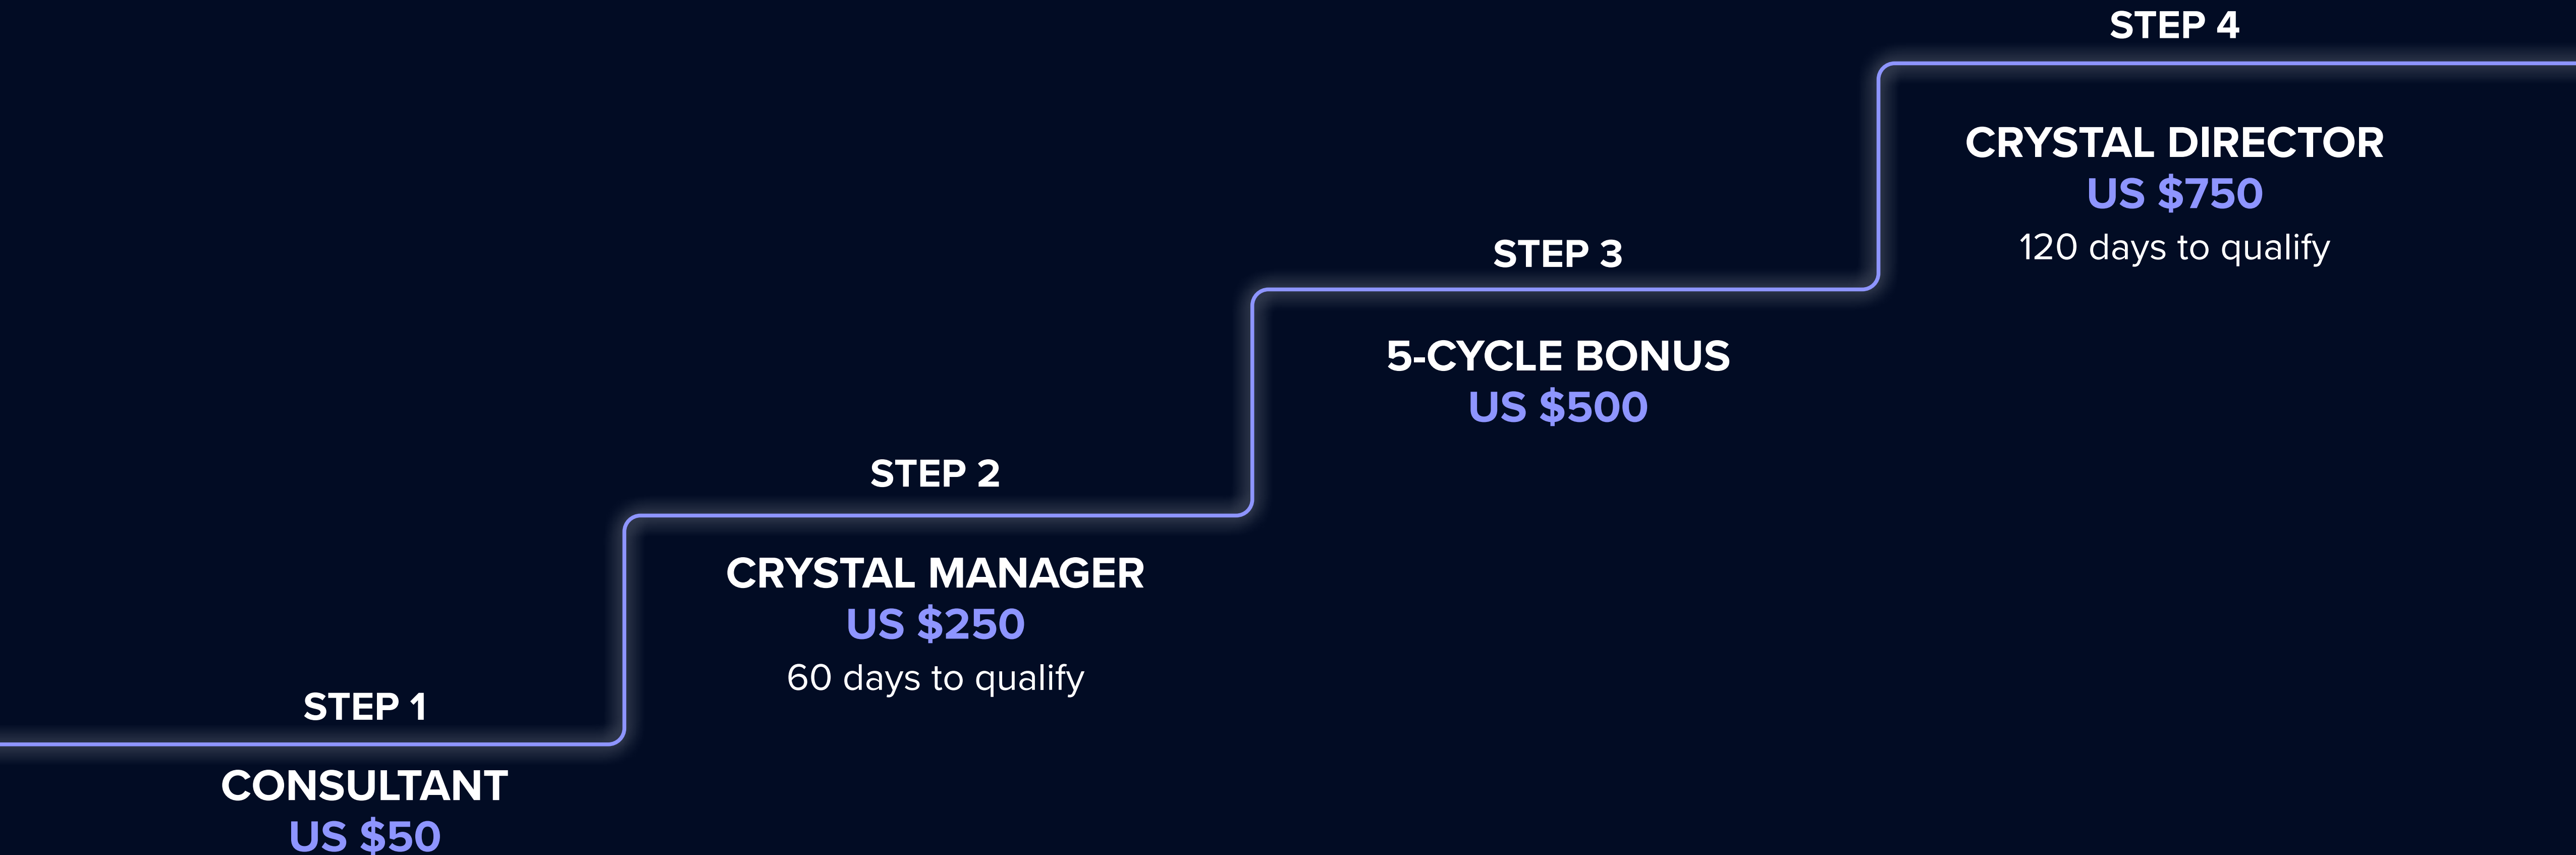 STEP 1
CONSULTANT
US $50
STEP 2
CRYSTAL MANAGER
US $250
60 days to qualify
STEP 3
5-CYCLE BONUS
US $500
STEP 4
CRYSTAL DIRECTOR
US $750
120 days to qualify